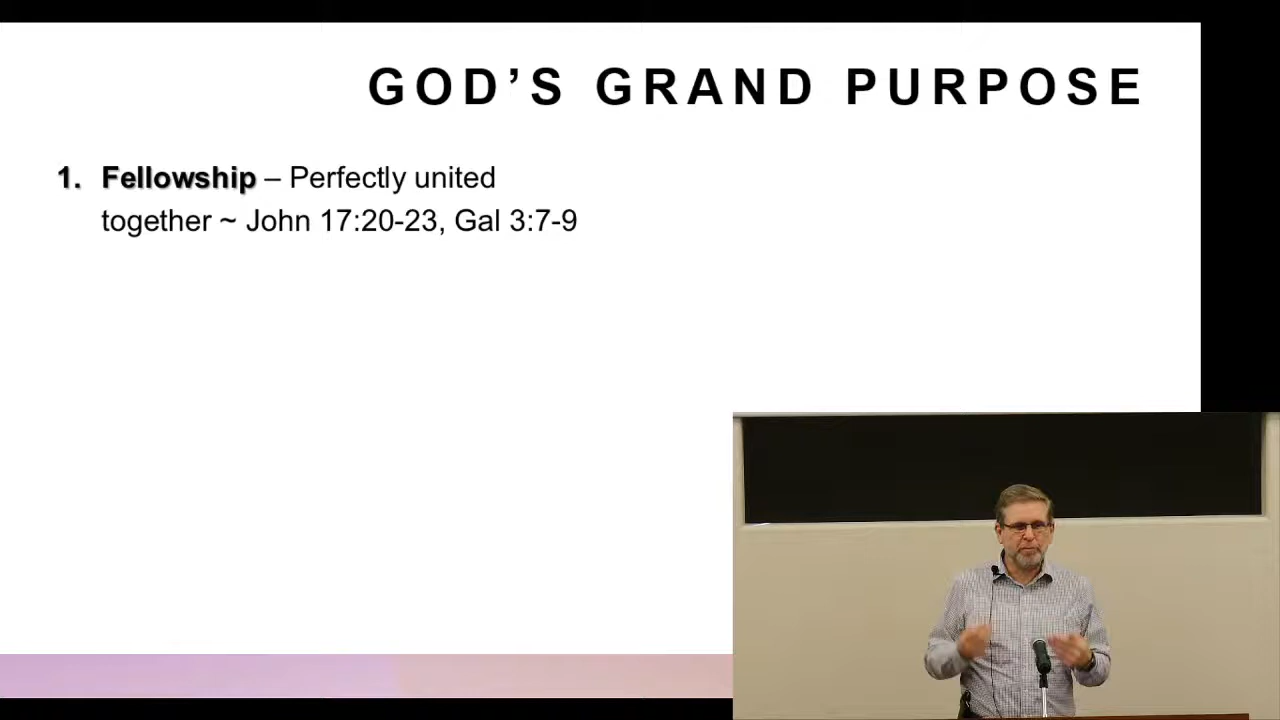 GOD’S GRAND PURPOSE
1. Fellowship – Perfectly united
together ~ John 17:20-23, Gal 3:7-9